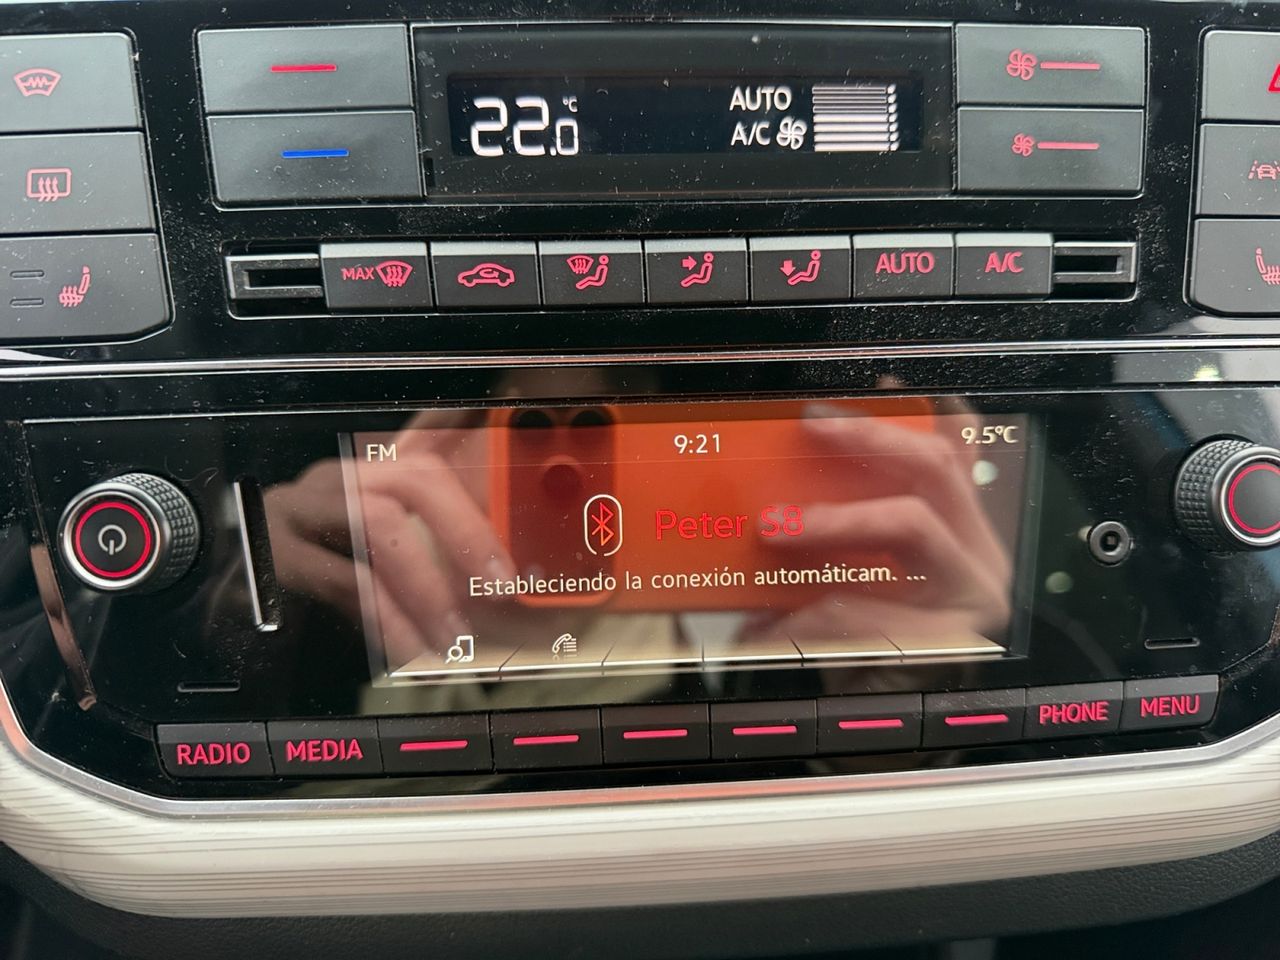 22.0 °C
AUTO
A/C
MAX
AUTO
A/C
FM
9:21
9.5°C
Peter S8
Estableciendo la conexión automáticam. ...
RADIO
MEDIA
PHONE
MENU